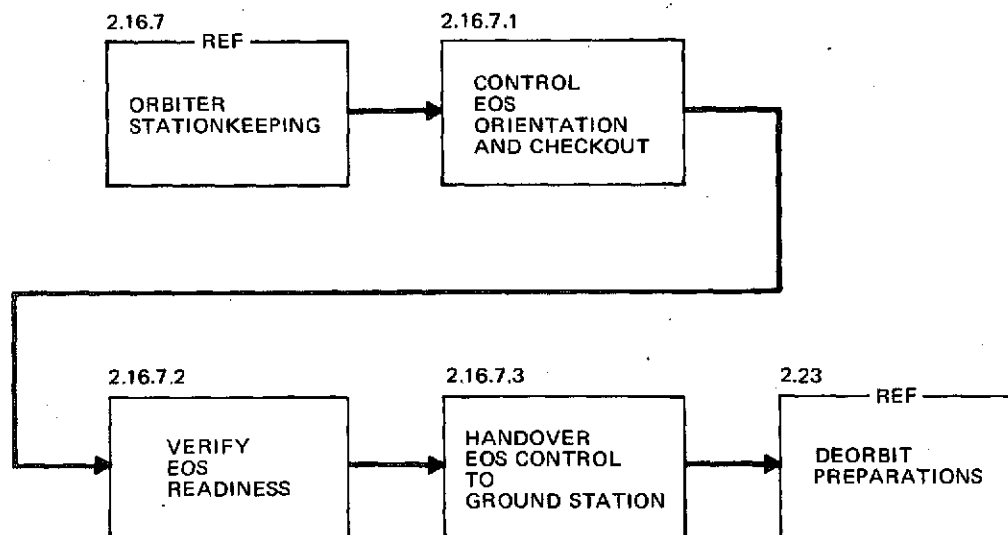 2.16.7
REF
ORBITER
STATIONKEEPING
2.16.7.1
CONTROL
EOS
ORIENTATION
AND CHECKOUT
2.16.7.2
VERIFY
EOS
READINESS
2.16.7.3
HANDOVER
EOS CONTROL
TO
GROUND STATION
2.23
REF
DEORBIT
PREPARATIONS